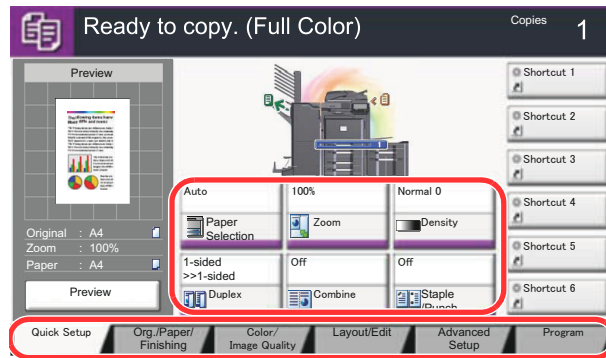 Ready to copy. (Full Color)
Copies
1
Preview
Original : A4
Zoom : 100%
Paper : A4
Preview
1
Auto
Paper
Selection
100%
Zoom
Normal 0
Density
1-sided
>>1-sided
Duplex
Off
Combine
Off
Staple
/Punch
Shortcut 1
Shortcut 2
Shortcut 3
Shortcut 4
Shortcut 5
Shortcut 6
Quick Setup
Org./Paper/
Finishing
Color/
Image Quality
Layout/Edit
Advanced
Setup
Program